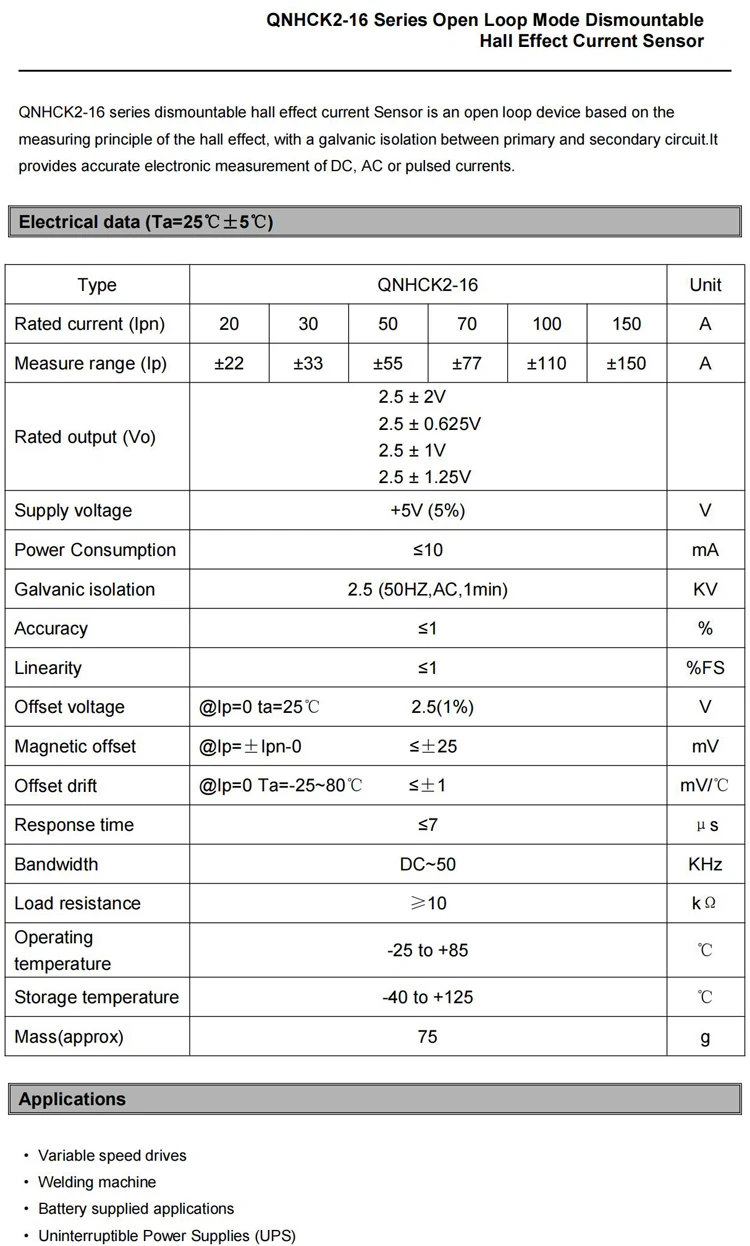 QNHCK2-16 Series Open Loop Mode Dismountable
Hall Effect Current Sensor
QNHCK2-16 series dismountable hall effect current Sensor is an open loop device based on the
measuring principle of the hall effect, with a galvanic isolation between primary and secondary circuit.It
provides accurate electronic measurement of DC, AC or pulsed currents.
Electrical data (Ta=25℃±5℃)
Type QNHCK2-16 Unit
Rated current (Ipn) 20 30 50 70 100 150 A
Measure range (Ip) ±22 ±33 ±55 ±77 ±110 ±150 A
Rated output (Vo)
2.5 ± 2V
2.5 ± 0.625V
2.5 ± 1V
2.5 ± 1.25V
Supply voltage +5V (5%) V
Power Consumption ≤10 mA
Galvanic isolation 2.5 (50HZ,AC,1min) KV
Accuracy ≤1 %
Linearity ≤1 %FS
Offset voltage @Ip=0 ta=25℃ 2.5(1%) V
Magnetic offset @Ip=±Ipn-0 ≤±25 mV
Offset drift @Ip=0 Ta=-25~80℃ ≤±1 mV/℃
Response time ≤7 μs
Bandwidth DC~50 KHz
Load resistance ≥10 kΩ
Operating
temperature -25 to +85 ℃
Storage temperature -40 to +125 ℃
Mass(approx) 75 g
Applications
• Variable speed drives
• Welding machine
• Battery supplied applications
• Uninterruptible Power Supplies (UPS)